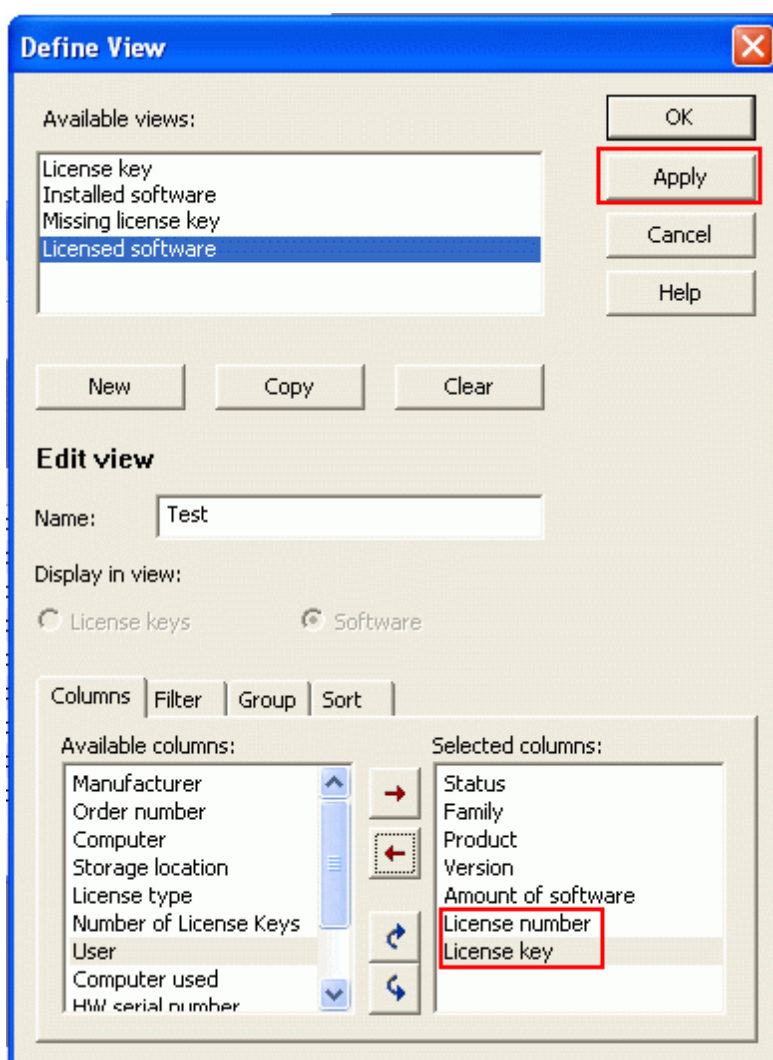 Define View
Available views:
OK
License key
Installed software
Missing license key
Licensed software
Apply
Cancel
Help
New Copy Clear
Edit view
Name: Test
Display in view:
License keys Software
Columns Filter Group Sort
Available columns:
Manufacturer
Order number
Computer
Storage location
License type
Number of License Keys
User
Computer used
HW serial number
Selected columns:
Status
Family
Product
Version
Amount of software
License number
License key